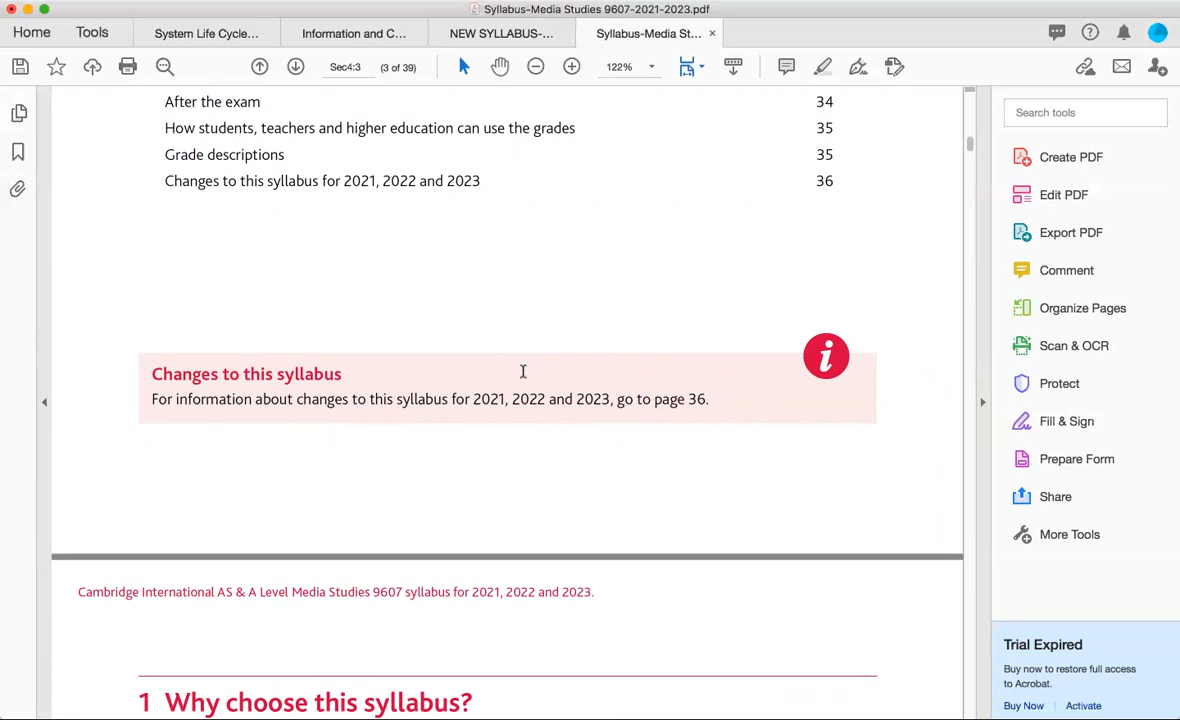 Syllabus-Media Studies 9607-2021-2023.pdf
Home Tools System Life Cycle... Information and C... NEW SYLLABUS-... Syllabus-Media St... ×
Sec4:3 (3 of 39) 122%
After the exam 34
How students, teachers and higher education can use the grades 35
Grade descriptions 35
Changes to this syllabus for 2021, 2022 and 2023 36
i
Changes to this syllabus
For information about changes to this syllabus for 2021, 2022 and 2023, go to page 36.
Cambridge International AS & A Level Media Studies 9607 syllabus for 2021, 2022 and 2023.
1 Why choose this syllabus?
Search tools
Create PDF
Edit PDF
Export PDF
Comment
Organize Pages
Scan & OCR
Protect
Fill & Sign
Prepare Form
Share
More Tools
Trial Expired
Buy now to restore full access
to Acrobat.
Buy Now | Activate